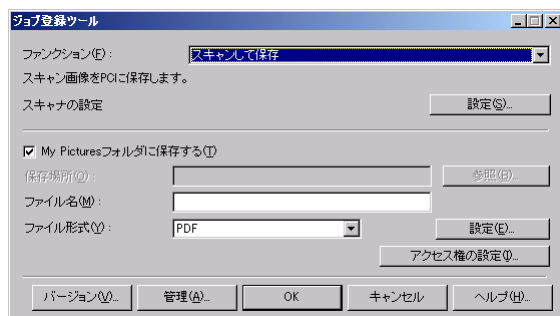 ジョブ登録ツール
ファンクション(F): スキャンして保存
スキャン画像をPCに保存します。
スキャナの設定 設定(S)...
My Picturesフォルダに保存する(T)
保存場所(O): 参照(B)...
ファイル名(M):
ファイル形式(Y): PDF 設定(E)...
アクセス権の設定(I)...
バージョン(V)... 管理(A)... OK キャンセル ヘルプ(H)...